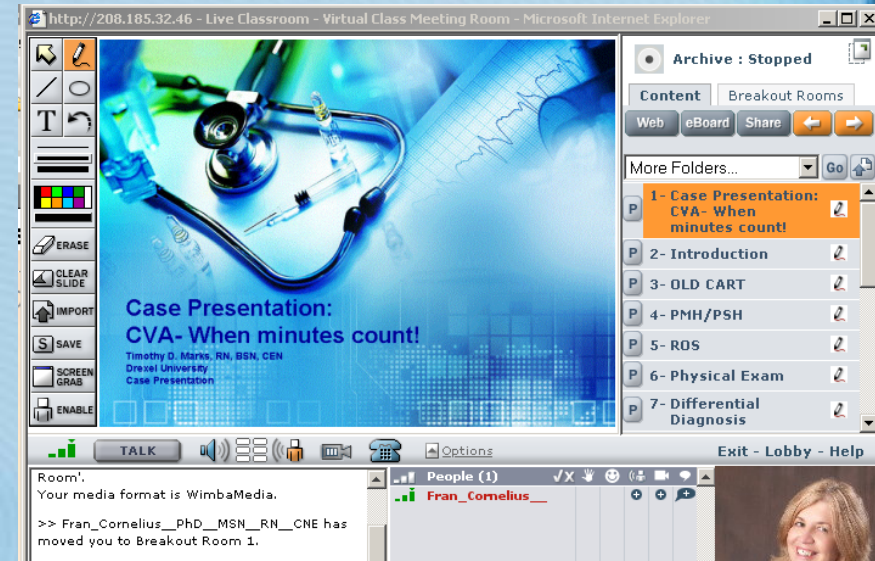 http://208.185.32.46 - Live Classroom - Virtual Class Meeting Room - Microsoft Internet Explorer
T
ERASE
CLEAR
SLIDE
IMPORT
S SAVE
SCREEN
GRAB
ENABLE
Case Presentation:
CVA- When minutes count!
Timothy D. Marks, RN, BSN, CEN
Drexel University
Case Presentation
Archive : Stopped
Content Breakout Rooms
Web eBoard Share
More Folders... Go
P 1- Case Presentation:
CVA- When
minutes count!
P 2- Introduction
P 3- OLD CART
P 4- PMH/PSH
P 5- ROS
P 6- Physical Exam
P 7- Differential
Diagnosis
TALK
Options
Exit - Lobby - Help
Room'.
Your media format is WimbaMedia.
>> Fran_Cornelius__PhD__MSN__RN__CNE has
moved you to Breakout Room 1.
People (1)
Fran_Cornelius__